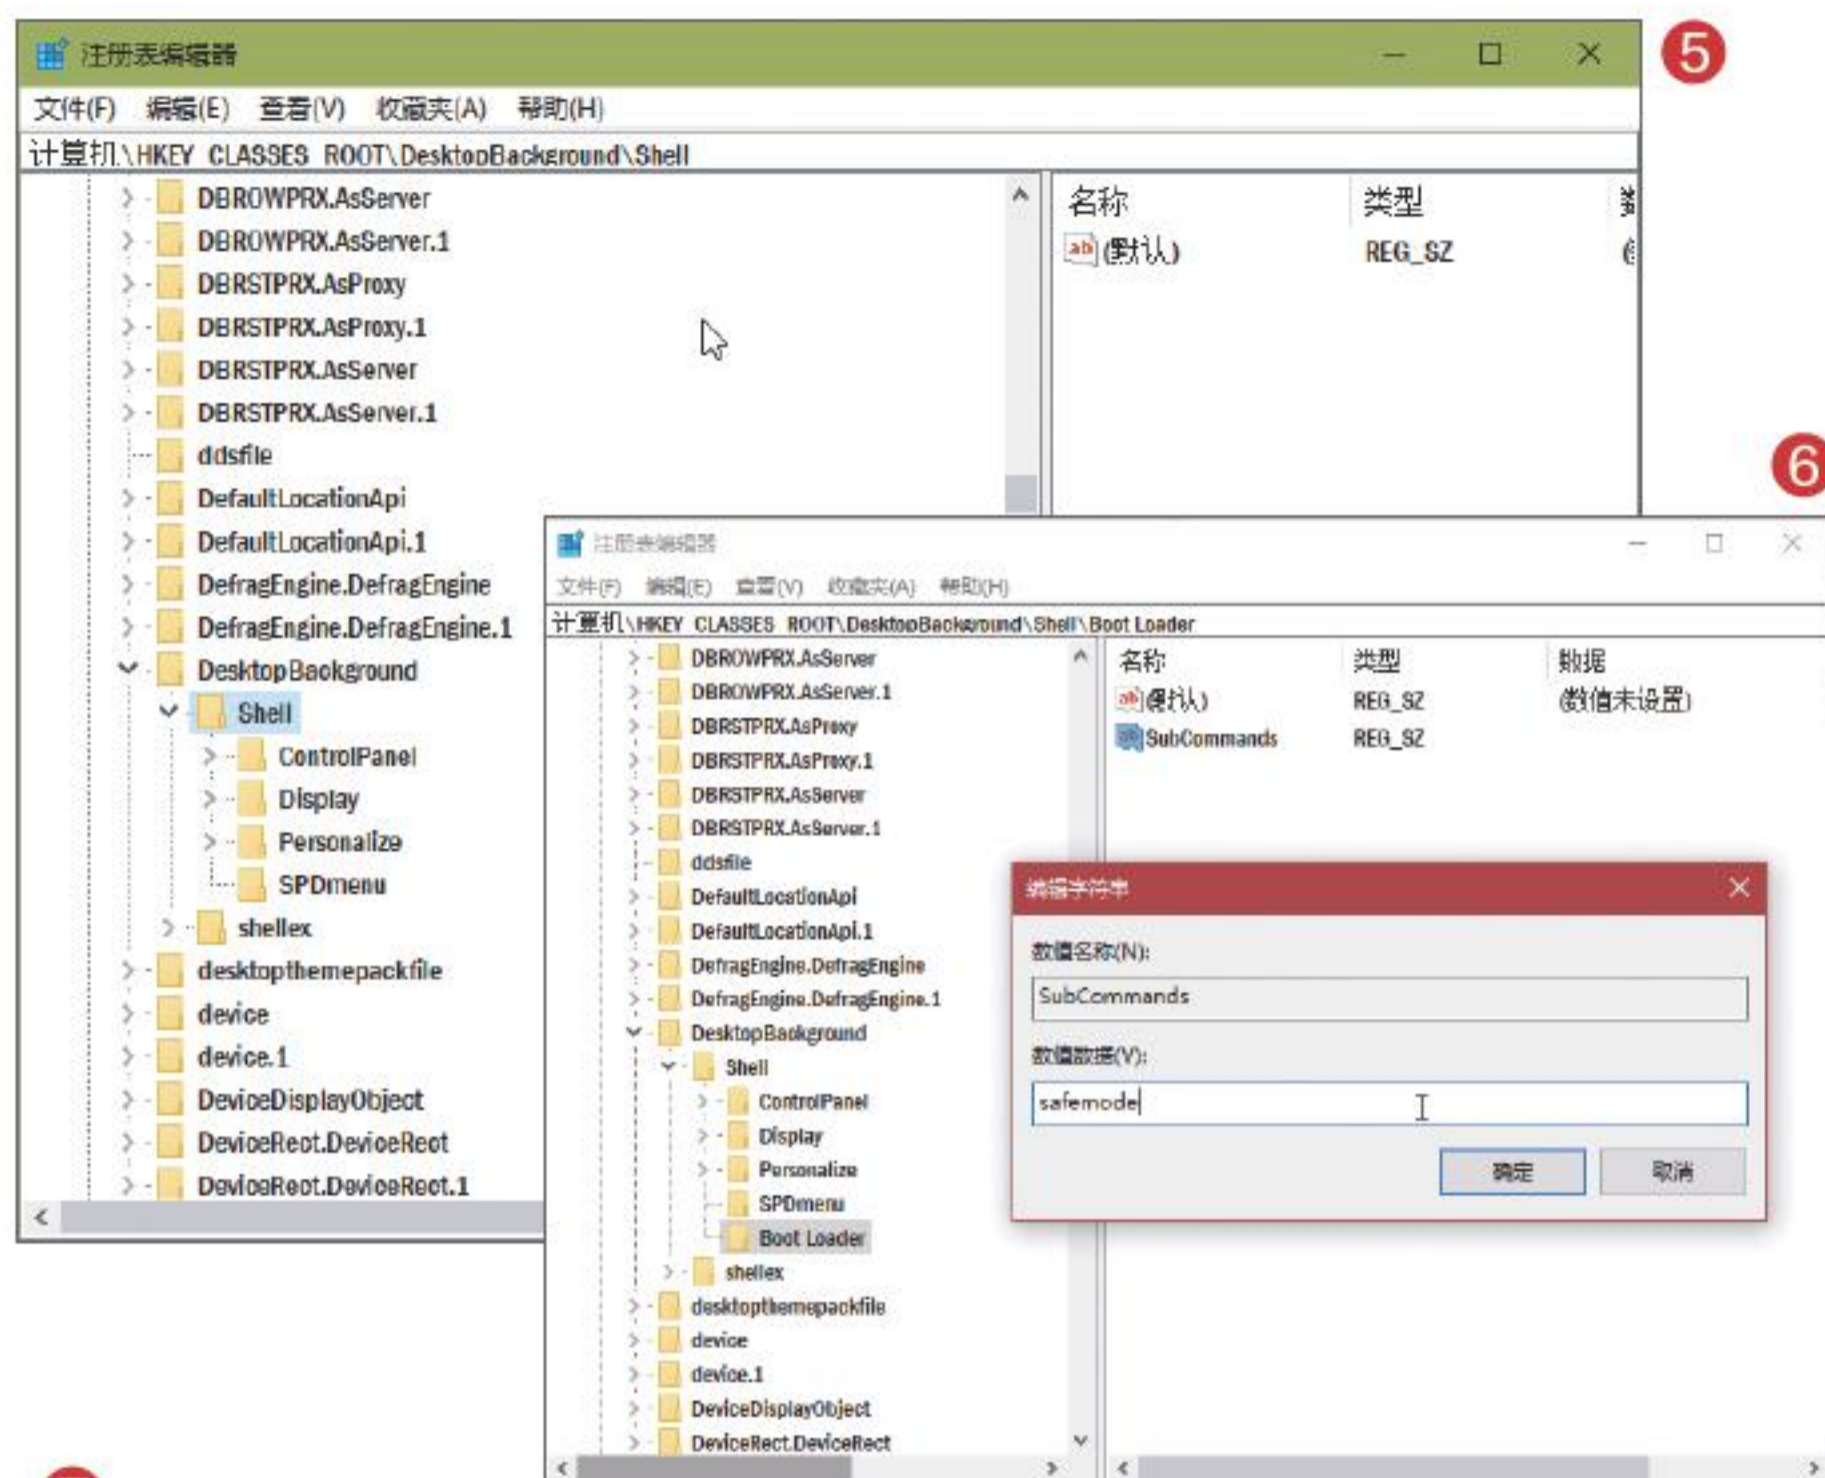 注册表编辑器
5
文件(F) 编辑(E) 查看(V) 收藏夹(A) 帮助(H)
计算机\HKEY_CLASSES_ROOT\DesktopBackground\Shell
DBROWPRX.AsServer
DBROWPRX.AsServer.1
DBRSTPRX.AsProxy
DBRSTPRX.AsProxy.1
DBRSTPRX.AsServer
DBRSTPRX.AsServer.1
ddsfile
DefaultLocationApi
DefaultLocationApi.1
DefragEngine.DefragEngine
DefragEngine.DefragEngine.1
DesktopBackground
Shell
ControlPanel
Display
Personalize
SPDmenu
shellex
desktopthemepackfile
device
device.1
DeviceDisplayObject
DeviceRect.DeviceRect
DeviceRect.DeviceRect.1
名称 类型
ab (默认) REG_SZ
6
注册表编辑器
文件(F) 编辑(E) 查看(V) 收藏夹(A) 帮助(H)
计算机\HKEY_CLASSES_ROOT\DesktopBackground\Shell\Boot Loader
DBROWPRX.AsServer
DBROWPRX.AsServer.1
DBRSTPRX.AsProxy
DBRSTPRX.AsProxy.1
DBRSTPRX.AsServer
DBRSTPRX.AsServer.1
ddsfile
DefaultLocationApi
DefaultLocationApi.1
DefragEngine.DefragEngine
DefragEngine.DefragEngine.1
DesktopBackground
Shell
ControlPanel
Display
Personalize
SPDmenu
Boot Loader
shellex
desktopthemepackfile
device
device.1
DeviceDisplayObject
DeviceRect.DeviceRect
名称 类型 数据
ab (默认) REG_SZ (数值未设置)
ab SubCommands REG_SZ
编辑字符串
数值名称(N):
SubCommands
数值数据(V):
safemode
确定 取消